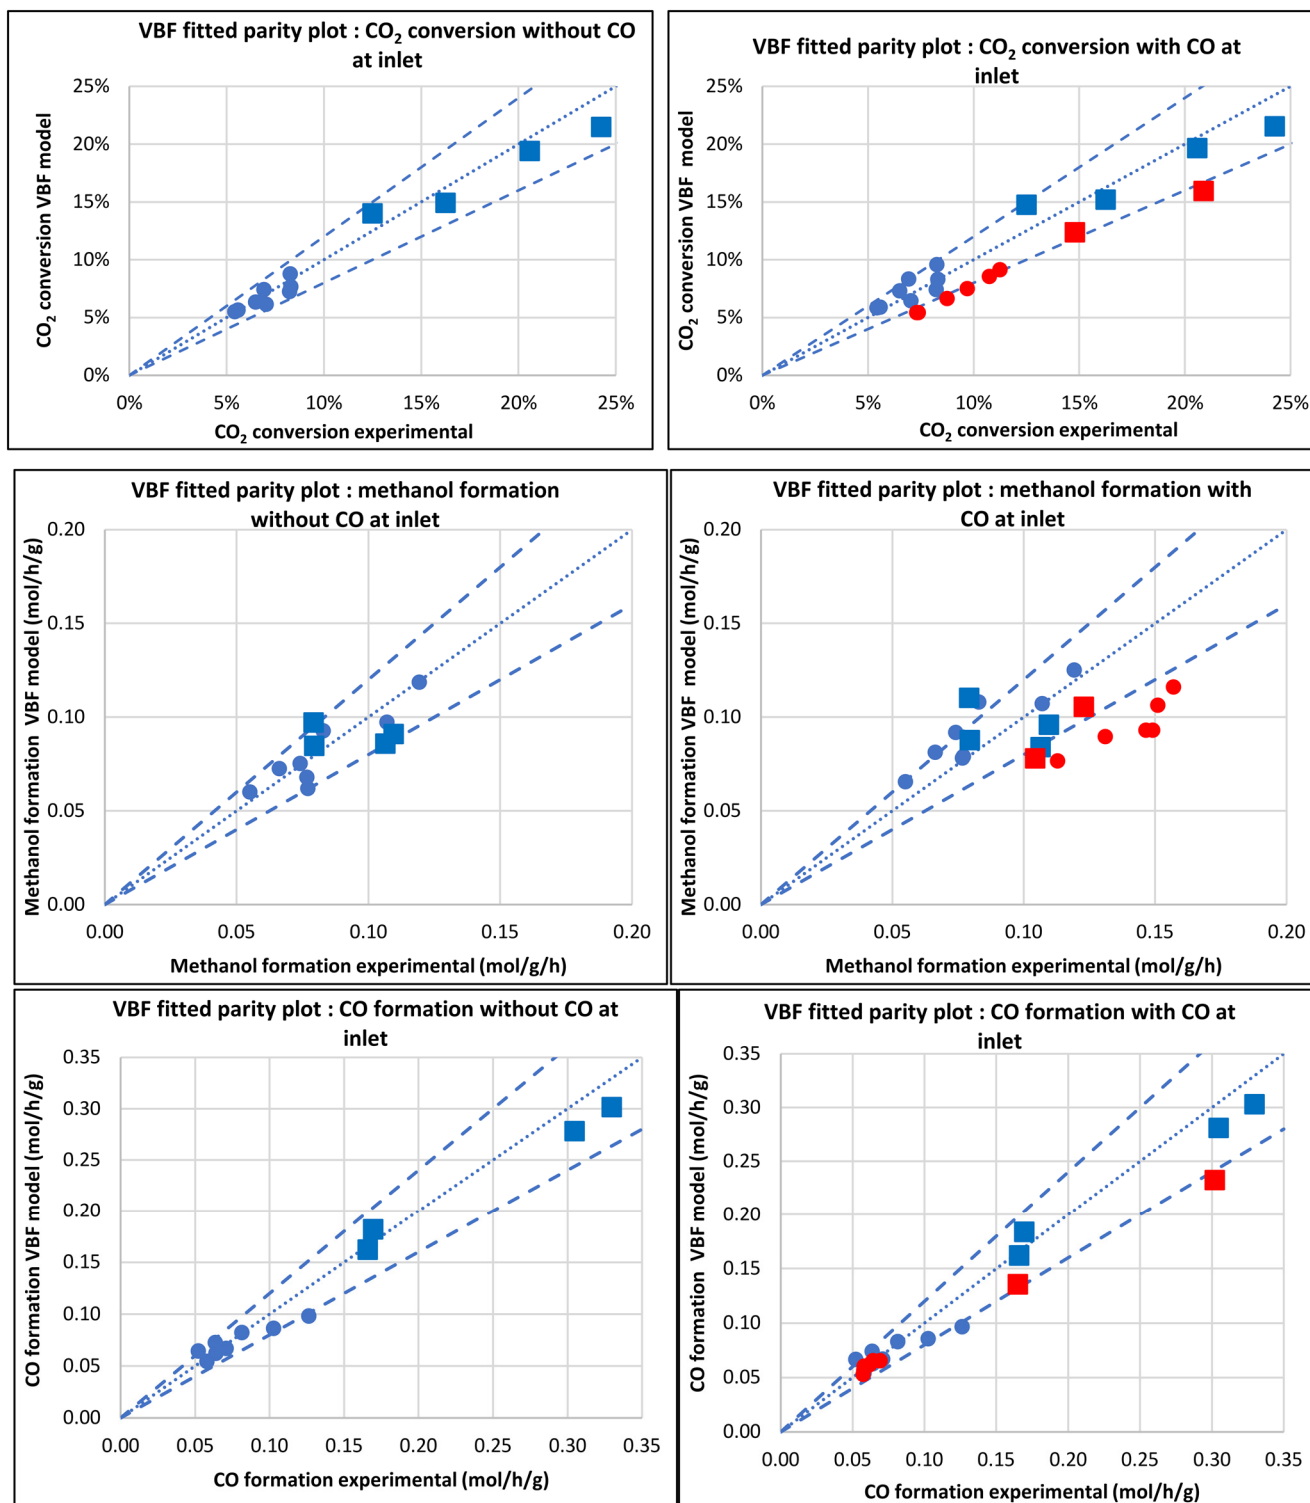 VBF fitted parity plot : CO₂ conversion without CO
at inlet
CO₂ conversion VBF model
25%
20%
15%
10%
5%
0%
0% 5% 10% 15% 20% 25%
CO₂ conversion experimental
VBF fitted parity plot : CO₂ conversion with CO at
inlet
CO₂ conversion VBF model
25%
20%
15%
10%
5%
0%
0% 5% 10% 15% 20% 25%
CO₂ conversion experimental
VBF fitted parity plot : methanol formation
without CO at inlet
Methanol formation VBF model (mol/h/g)
0.20
0.15
0.10
0.05
0.00
0.00 0.05 0.10 0.15 0.20
Methanol formation experimental (mol/g/h)
VBF fitted parity plot : methanol formation with
CO at inlet
Methanol formation VBF model (mol/h/g)
0.20
0.15
0.10
0.05
0.00
0.00 0.05 0.10 0.15 0.20
Methanol formation experimental (mol/g/h)
VBF fitted parity plot : CO formation without CO at
inlet
CO formation VBF model (mol/h/g)
0.35
0.30
0.25
0.20
0.15
0.10
0.05
0.00
0.00 0.05 0.10 0.15 0.20 0.25 0.30 0.35
CO formation experimental (mol/h/g)
VBF fitted parity plot : CO formation with CO at
inlet
CO formation VBF model (mol/h/g)
0.35
0.30
0.25
0.20
0.15
0.10
0.05
0.00
0.00 0.05 0.10 0.15 0.20 0.25 0.30 0.35
CO formation experimental (mol/h/g)